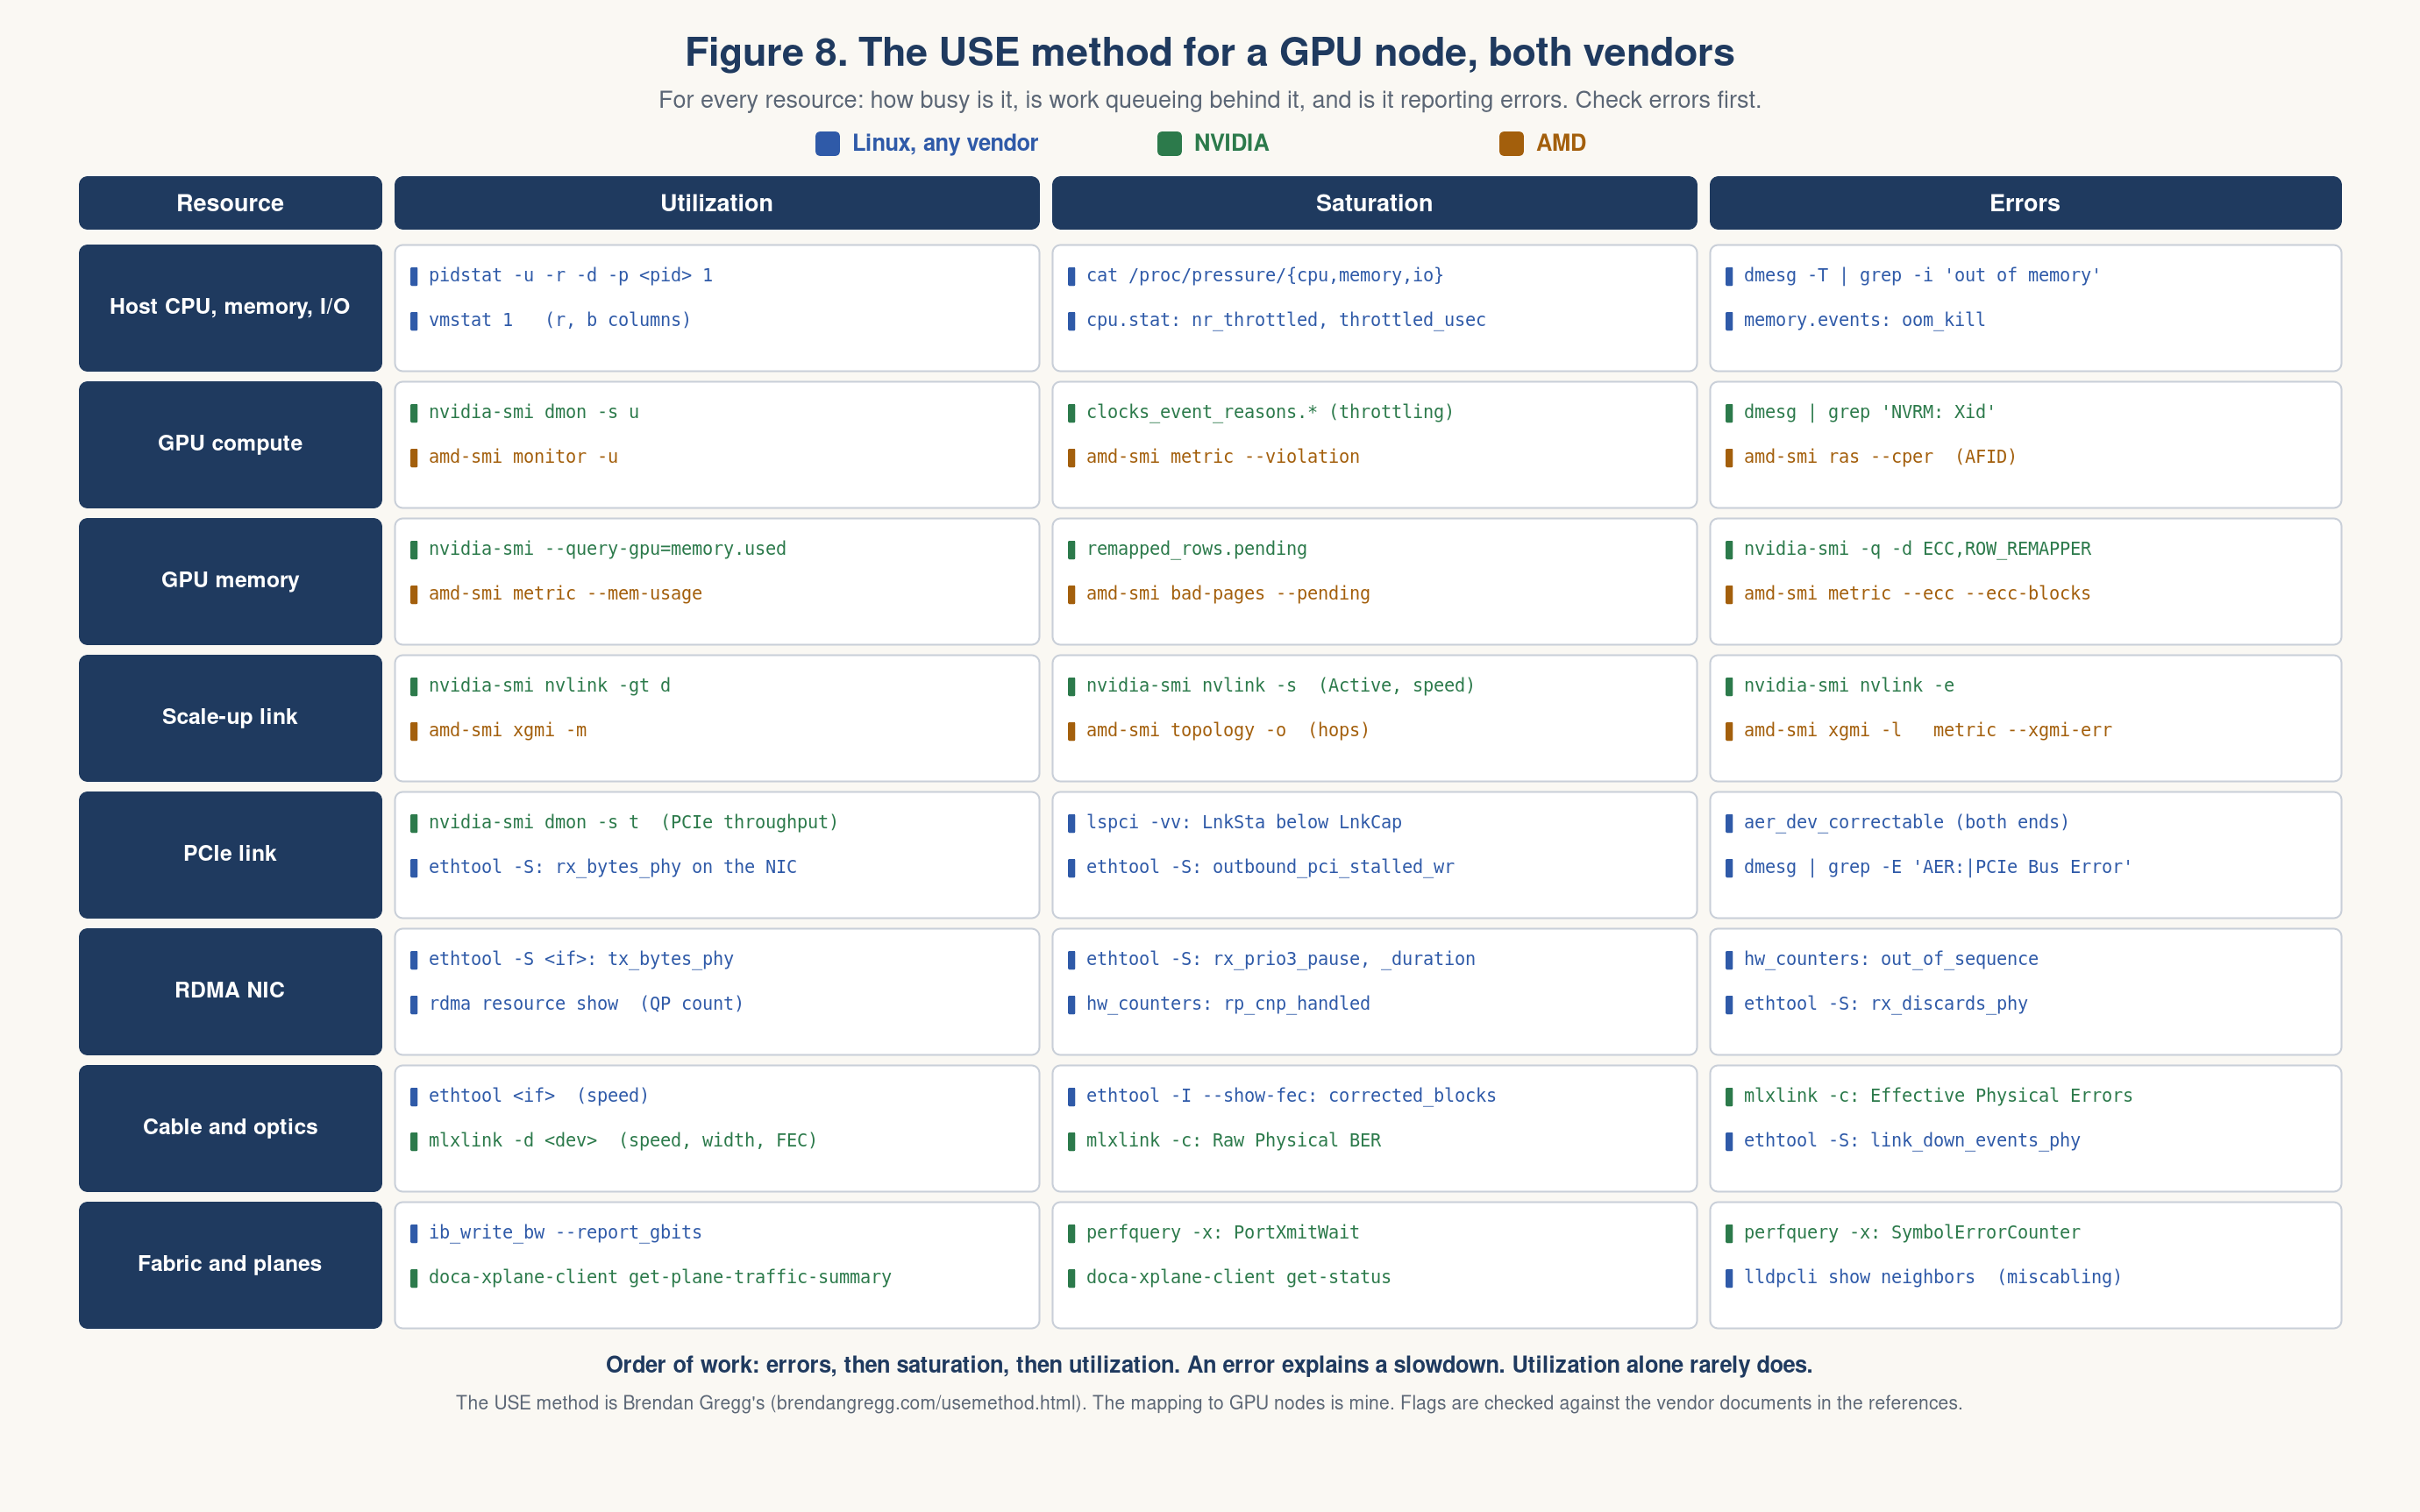 Figure 8. The USE method for a GPU node, both vendors
For every resource: how busy is it, is work queueing behind it, and is it reporting errors. Check errors first.
Linux, any vendor
NVIDIA
AMD
Resource
Utilization
Saturation
Errors
Host CPU, memory, I/O
pidstat -u -r -d -p <pid> 1
vmstat 1   (r, b columns)
cat /proc/pressure/{cpu,memory,io}
cpu.stat: nr_throttled, throttled_usec
dmesg -T | grep -i 'out of memory'
memory.events: oom_kill
GPU compute
nvidia-smi dmon -s u
amd-smi monitor -u
clocks_event_reasons.* (throttling)
amd-smi metric --violation
dmesg | grep 'NVRM: Xid'
amd-smi ras --cper  (AFID)
GPU memory
nvidia-smi --query-gpu=memory.used
amd-smi metric --mem-usage
remapped_rows.pending
amd-smi bad-pages --pending
nvidia-smi -q -d ECC,ROW_REMAPPER
amd-smi metric --ecc --ecc-blocks
Scale-up link
nvidia-smi nvlink -gt d
amd-smi xgmi -m
nvidia-smi nvlink -s  (Active, speed)
amd-smi topology -o  (hops)
nvidia-smi nvlink -e
amd-smi xgmi -l   metric --xgmi-err
PCIe link
nvidia-smi dmon -s t  (PCIe throughput)
ethtool -S: rx_bytes_phy on the NIC
lspci -vv: LnkSta below LnkCap
ethtool -S: outbound_pci_stalled_wr
aer_dev_correctable (both ends)
dmesg | grep -E 'AER:|PCIe Bus Error'
RDMA NIC
ethtool -S <if>: tx_bytes_phy
rdma resource show  (QP count)
ethtool -S: rx_prio3_pause, _duration
hw_counters: rp_cnp_handled
hw_counters: out_of_sequence
ethtool -S: rx_discards_phy
Cable and optics
ethtool <if>  (speed)
mlxlink -d <dev>  (speed, width, FEC)
ethtool -I --show-fec: corrected_blocks
mlxlink -c: Raw Physical BER
mlxlink -c: Effective Physical Errors
ethtool -S: link_down_events_phy
Fabric and planes
ib_write_bw --report_gbits
doca-xplane-client get-plane-traffic-summary
perfquery -x: PortXmitWait
doca-xplane-client get-status
perfquery -x: SymbolErrorCounter
lldpcli show neighbors  (miscabling)
Order of work: errors, then saturation, then utilization. An error explains a slowdown. Utilization alone rarely does.
The USE method is Brendan Gregg's (brendangregg.com/usemethod.html). The mapping to GPU nodes is mine. Flags are checked against the vendor documents in the references.